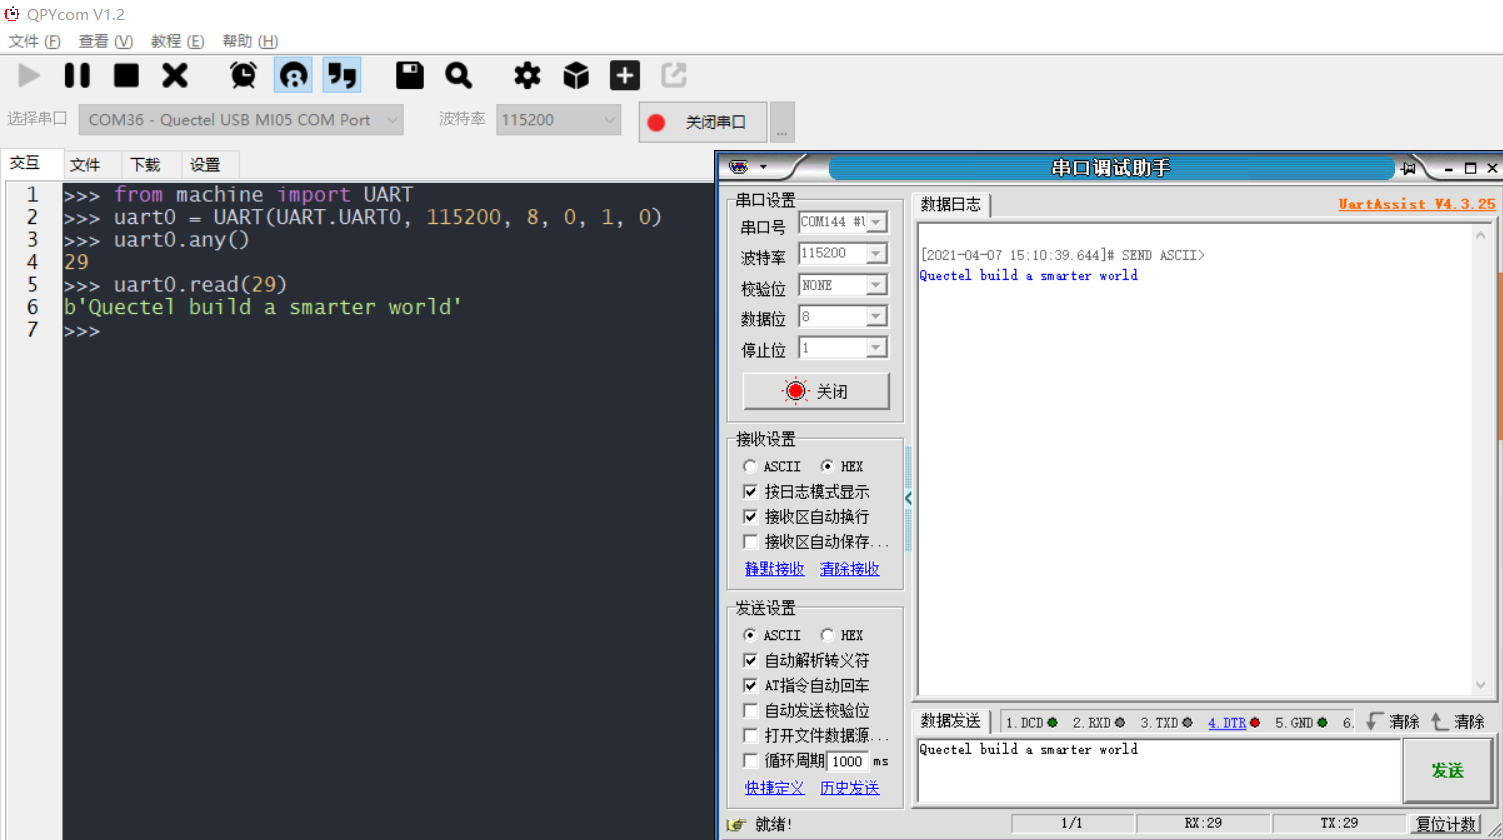 QPYcom V1.2
文件 (F) 查看 (V) 教程 (E) 帮助 (H)
选择串口 COM36 - Quectel USB MI05 COM Port 波特率 115200 关闭串口 ...
交互 文件 下载 设置
1 >>> from machine import UART
2 >>> uart0 = UART(UART.UART0, 115200, 8, 0, 1, 0)
3 >>> uart0.any()
4 29
5 >>> uart0.read(29)
6 b'Quectel build a smarter world'
7 >>>
串口调试助手
串口设置
串口号 COM144 #U
波特率 115200
校验位 NONE
数据位 8
停止位 1
关闭
接收设置
ASCII HEX
按日志模式显示
接收区自动换行
接收区自动保存...
静默接收 清除接收
发送设置
ASCII HEX
自动解析转义符
AT指令自动回车
自动发送校验位
打开文件数据源...
循环周期 1000 ms
快捷定义 历史发送
数据日志 UartAssist V4.3.25
[2021-04-07 15:10:39.644]# SEND ASCII>
Quectel build a smarter world
数据发送 1.DCD 2.RXD 3.TXD 4.DTR 5.GND 6. 清除 清除
Quectel build a smarter world
发送
就绪! 1/1 RX:29 TX:29 复位计数